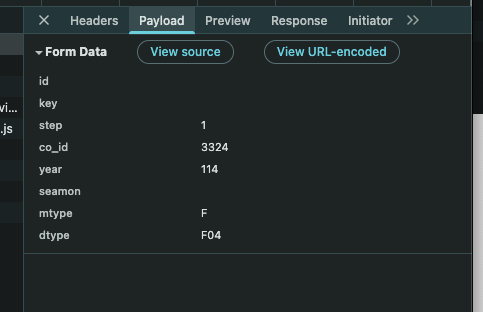 Headers Payload Preview Response Initiator
Form Data View source View URL-encoded
id
key
vi...
step 1
.js
co_id 3324
year 114
seamon
mtype F
dtype F04